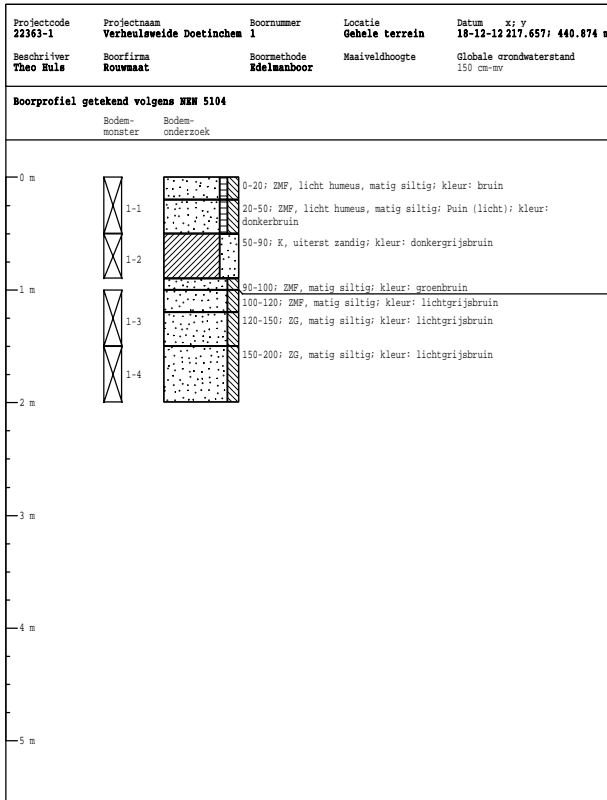 Projectcode Projectnaam Boornummer Locatie Datum x; y
22363-1 Verheulsweide Doetinchem 1 Gehele terrein 18-12-12 217.657; 440.874 m
Beschrijver Boorfirma Boormethode Maaiveldhoogte Globale grondwaterstand
Theo Huls Rouwmaat Edelmanboor 150 cm-mv
Boorprofiel getekend volgens NEN 5104
Bodem- Bodem-
monster onderzoek
0 m
0-20; ZMF, licht humeus, matig siltig; kleur: bruin
1-1
20-50; ZMF, licht humeus, matig siltig; Puin (licht); kleur:
donkerbruin
50-90; K, uiterst zandig; kleur: donkergrijsbruin
1-2
90-100; ZMF, matig siltig; kleur: groenbruin
1 m
100-120; ZMF, matig siltig; kleur: lichtgrijsbruin
1-3
120-150; ZG, matig siltig; kleur: lichtgrijsbruin
150-200; ZG, matig siltig; kleur: lichtgrijsbruin
1-4
2 m
3 m
4 m
5 m